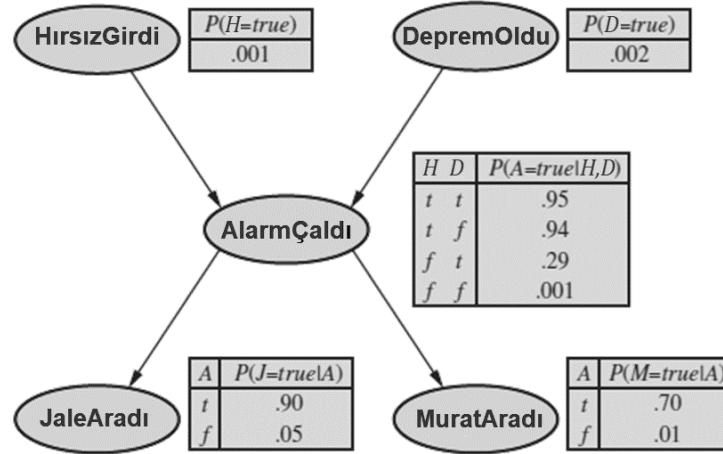 HırsızGirdi
P(H=true)
.001
DepremOldu
P(D=true)
.002
AlarmÇaldı
H D P(A=true|H,D)
t t .95
t f .94
f t .29
f f .001
JaleAradı
A P(J=true|A)
t .90
f .05
MuratAradı
A P(M=true|A)
t .70
f .01